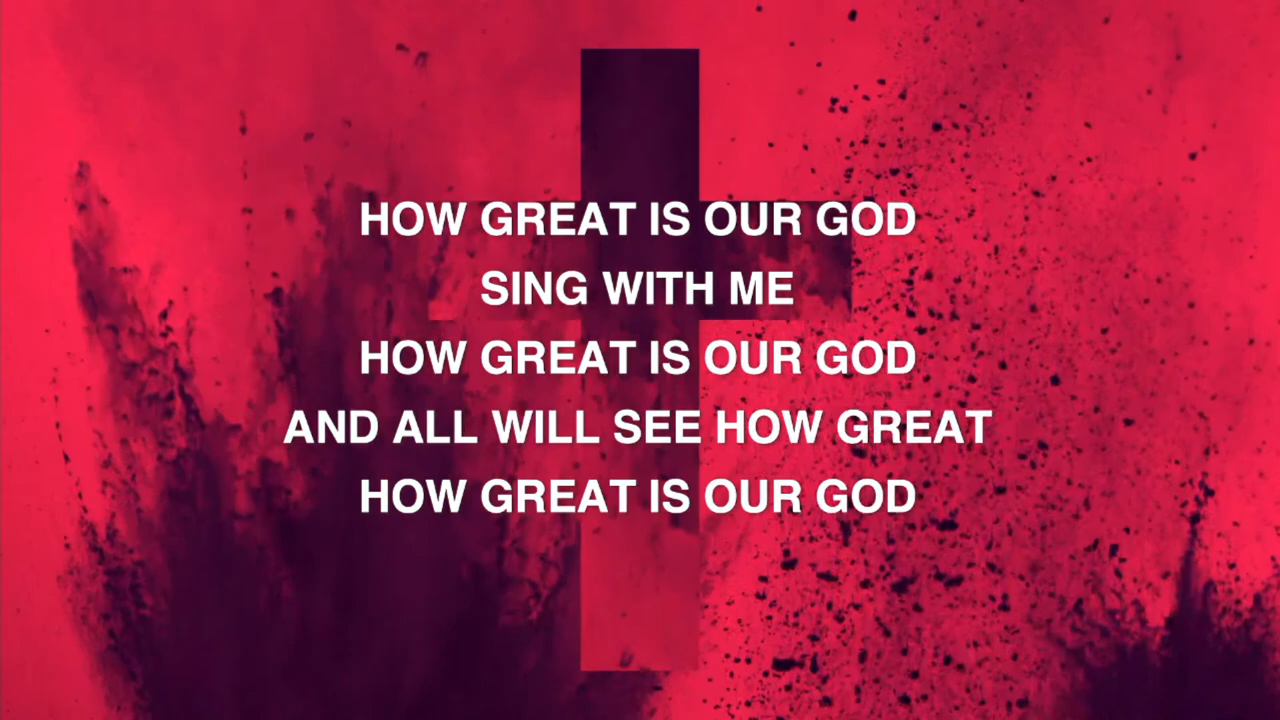 HOW GREAT IS OUR GOD
SING WITH ME
HOW GREAT IS OUR GOD
AND ALL WILL SEE HOW GREAT
HOW GREAT IS OUR GOD